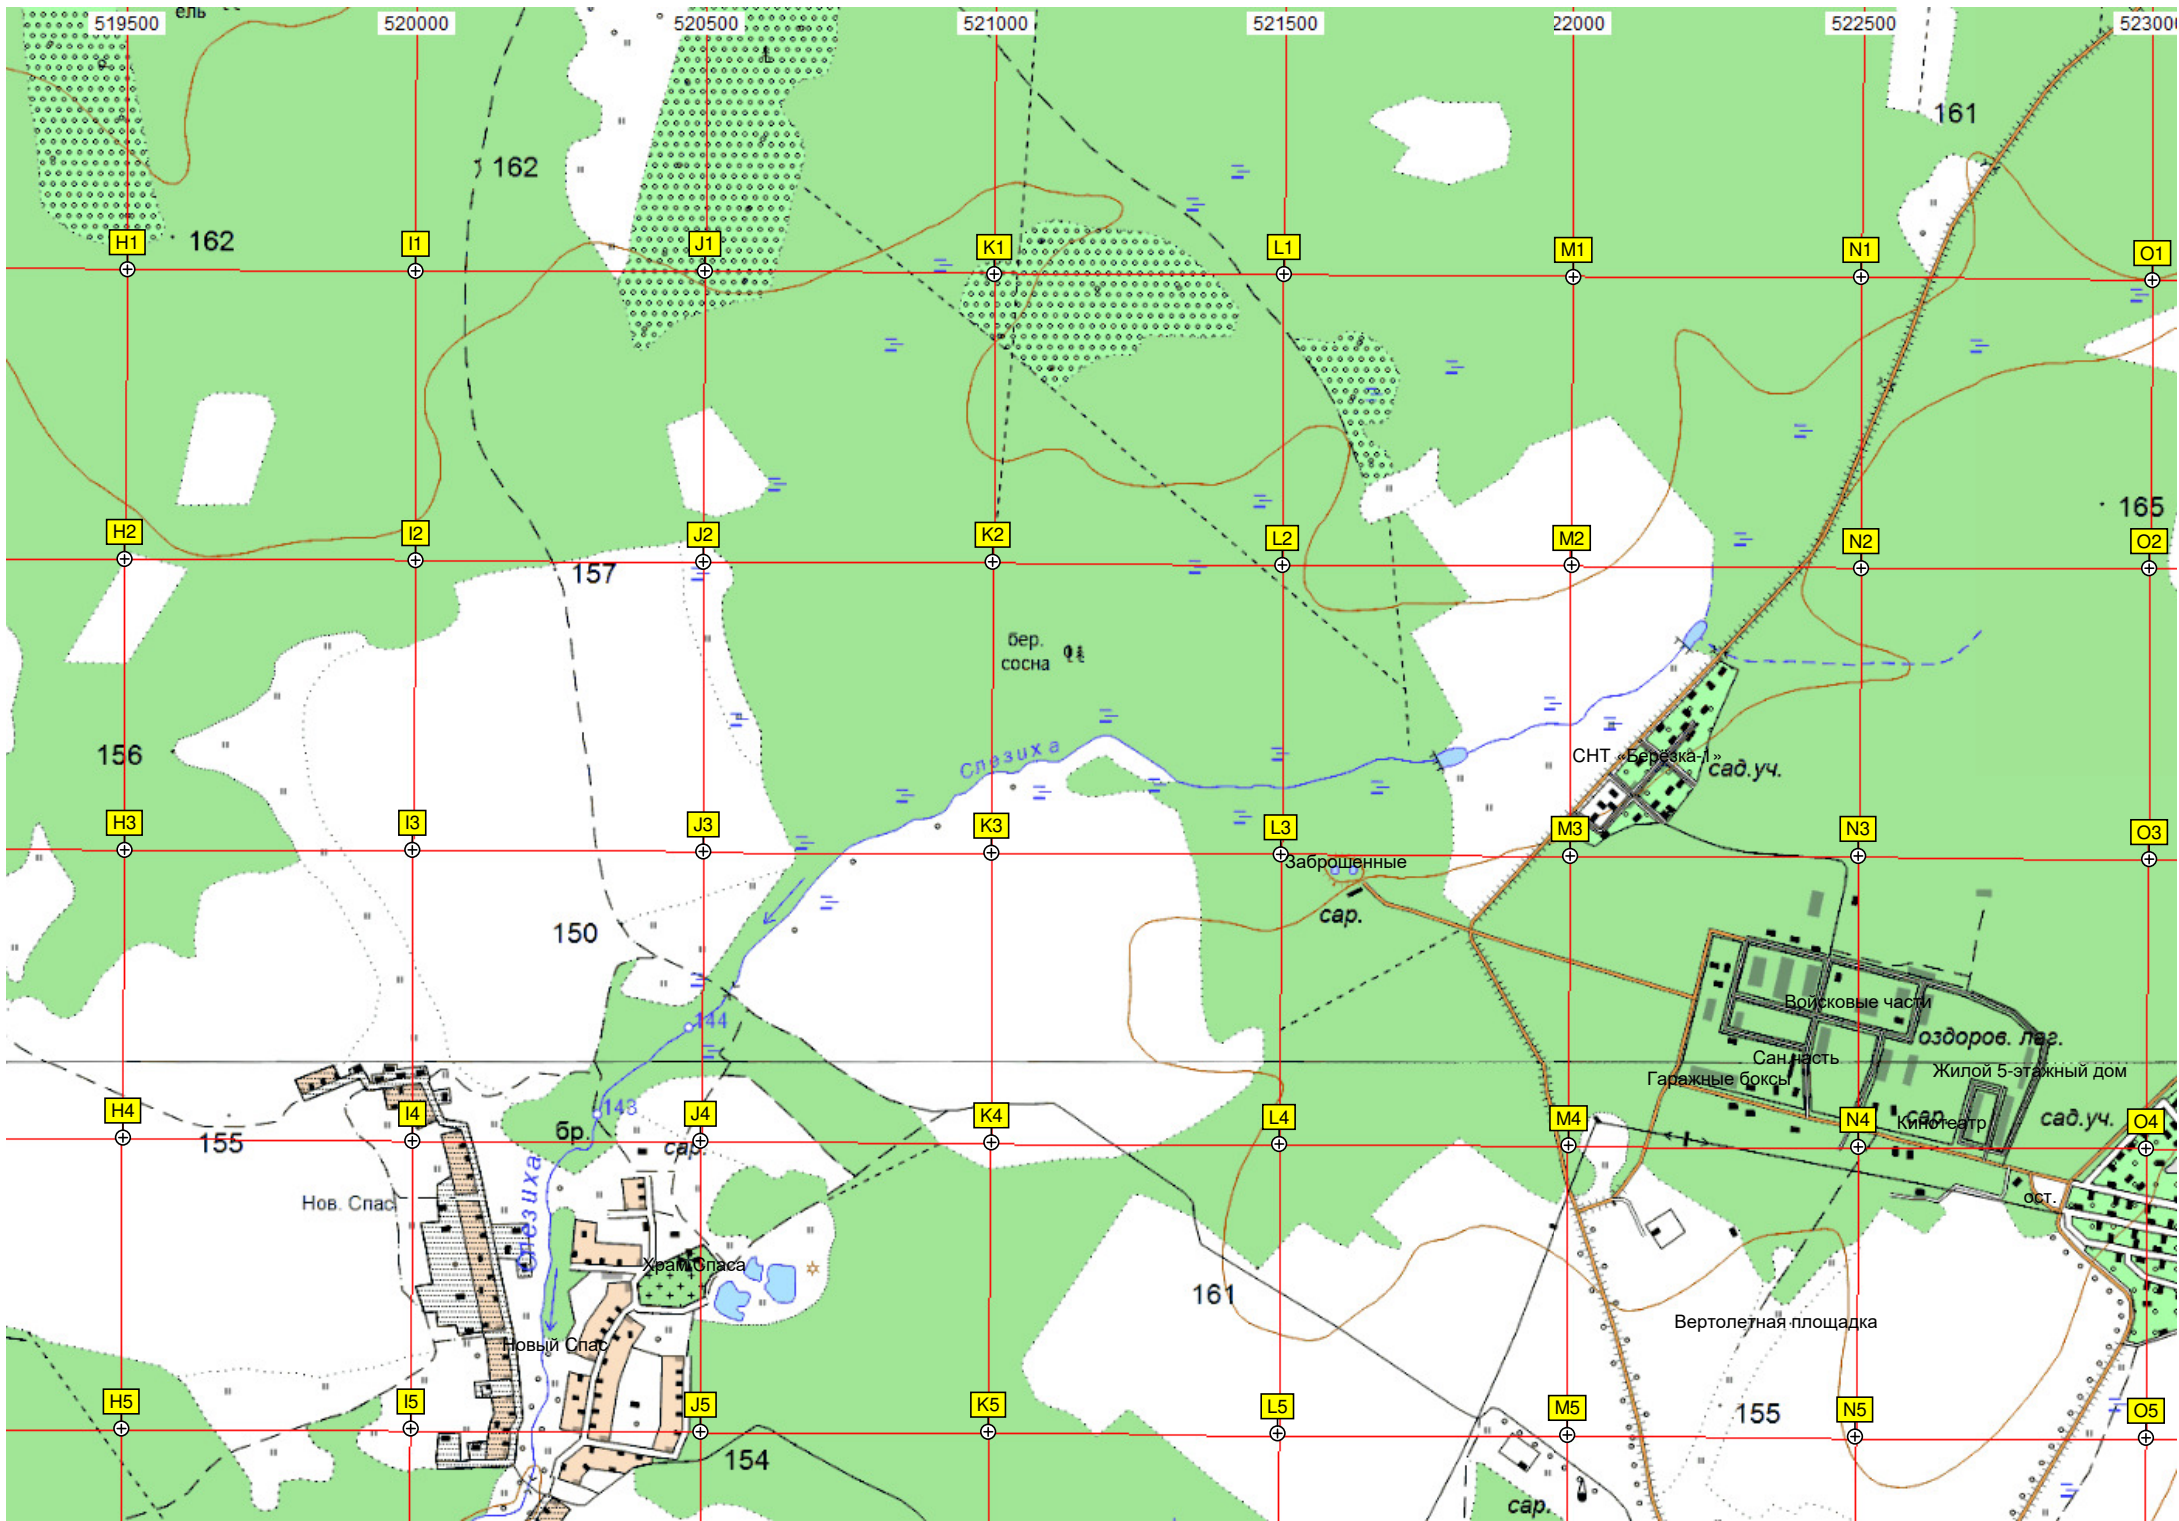 ель
519500 520000 520500 521000 521500 22000 522500 52300
161
162
162
H1 I1 J1 K1 L1 M1 N1 O1
165
H2 I2 J2 K2 L2 M2 N2 O2
157
бер.
сосна
156
Слезиха
СНТ «Берёзка-1»
сад.уч.
H3 I3 J3 K3 L3 M3 N3 O3
Заброшенные
сар.
150
Войсковые части
144
оздоров. лаг.
Сан.часть
Гаражные боксы
Жилой 5-этажный дом
143
H4 I4 J4 K4 L4 M4 N4 O4
сар.
Кинотеатр
сад.уч.
155
бр.
сар.
Слезиха
Нов. Спас
ост.
Храм Спаса
161
Вертолетная площадка
Новый Спас
H5 I5 J5 K5 L5 M5 N5 O5
155
154
сар.